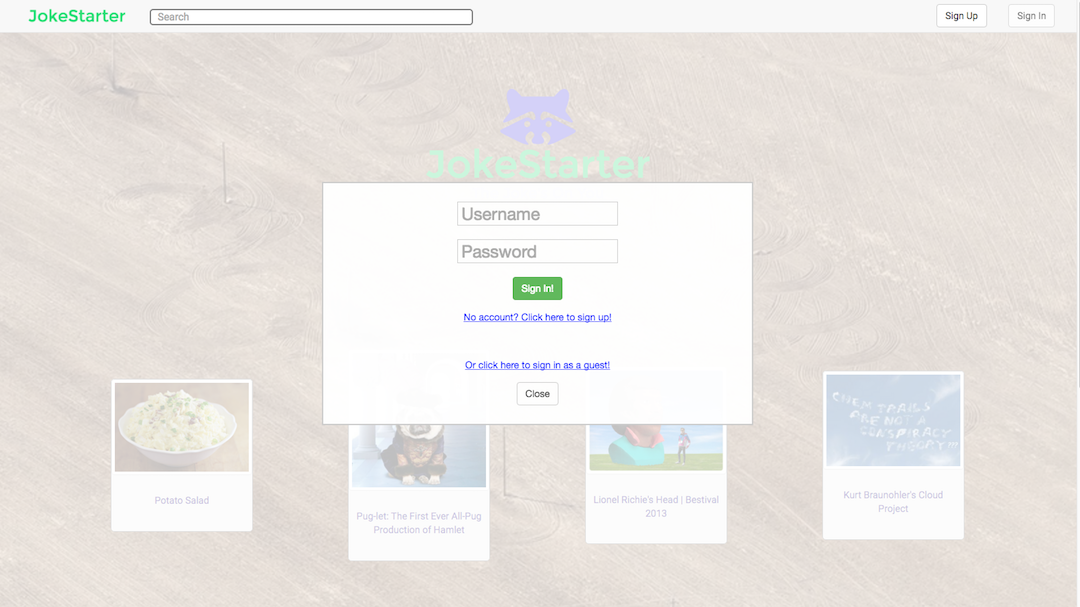 JokeStarter
Search
Sign Up
Sign In
JokeStarter
Username
Password
Sign In!
No account? Click here to sign up!
Or click here to sign in as a guest!
Close
Potato Salad
Pug-let: The First Ever All-Pug
Production of Hamlet
Lionel Richie's Head | Bestival
2013
CHEM TRAILS
ARE NOT A
CONSPIRACY
THEORY!!!
Kurt Braunohler's Cloud
Project